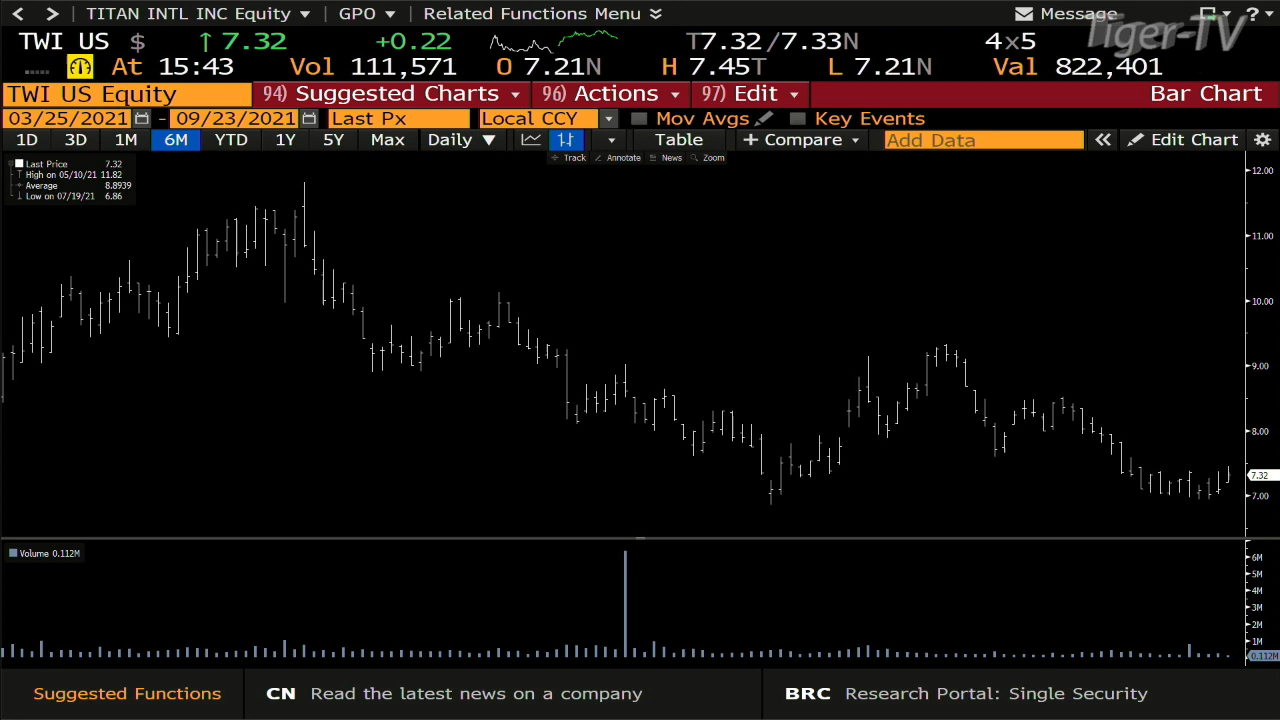 < > TITAN INTL INC Equity ▼ GPO ▼ Related Functions Menu Message ?
Tiger-TV
TWI US $ ↑ 7.32 +0.22 T7.32 /7.33N 4x5
At 15:43 Vol 111,571 O 7.21N H 7.45T L 7.21N Val 822,401
TWI US Equity 94) Suggested Charts 96) Actions 97) Edit Bar Chart
03/25/2021 - 09/23/2021 Last Px Local CCY Mov Avgs Key Events
1D 3D 1M 6M YTD 1Y 5Y Max Daily ▼ Table + Compare Add Data « Edit Chart
Track Annotate News Zoom
Last Price 7.32
High on 05/10/21 11.82
Average 8.8939
Low on 07/19/21 6.86
12.00
11.00
10.00
9.00
8.00
7.32
7.00
Volume 0.112M
6M
5M
4M
3M
2M
1M
0.112M
Suggested Functions CN Read the latest news on a company BRC Research Portal: Single Security